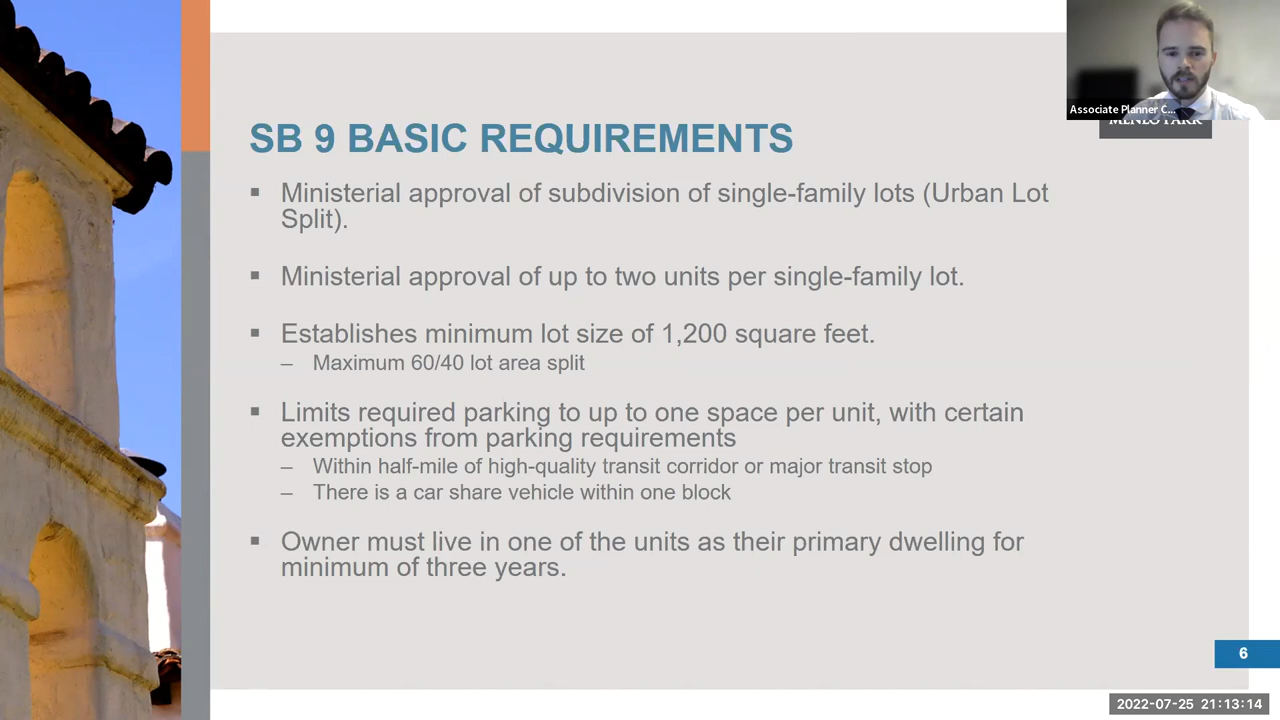 Associate Planner C...
MENLO PARK
SB 9 BASIC REQUIREMENTS
▪ Ministerial approval of subdivision of single-family lots (Urban Lot
Split).
▪ Ministerial approval of up to two units per single-family lot.
▪ Establishes minimum lot size of 1,200 square feet.
– Maximum 60/40 lot area split
▪ Limits required parking to up to one space per unit, with certain
exemptions from parking requirements
– Within half-mile of high-quality transit corridor or major transit stop
– There is a car share vehicle within one block
▪ Owner must live in one of the units as their primary dwelling for
minimum of three years.
6
2022-07-25 21:13:14